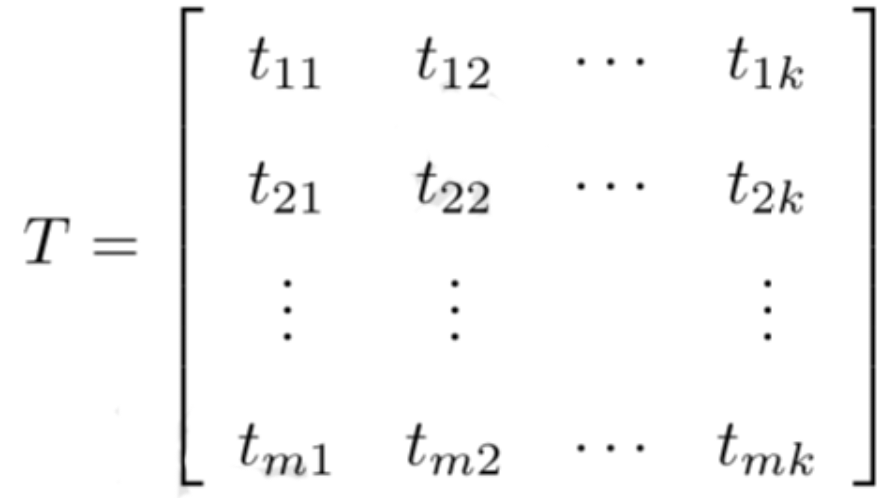 t₁₁ t₁₂ ⋯ t₁ₖ
t₂₁ t₂₂ ⋯ t₂ₖ
T =
⋮ ⋮ ⋮
tₘ₁ tₘ₂ ⋯ tₘₖ